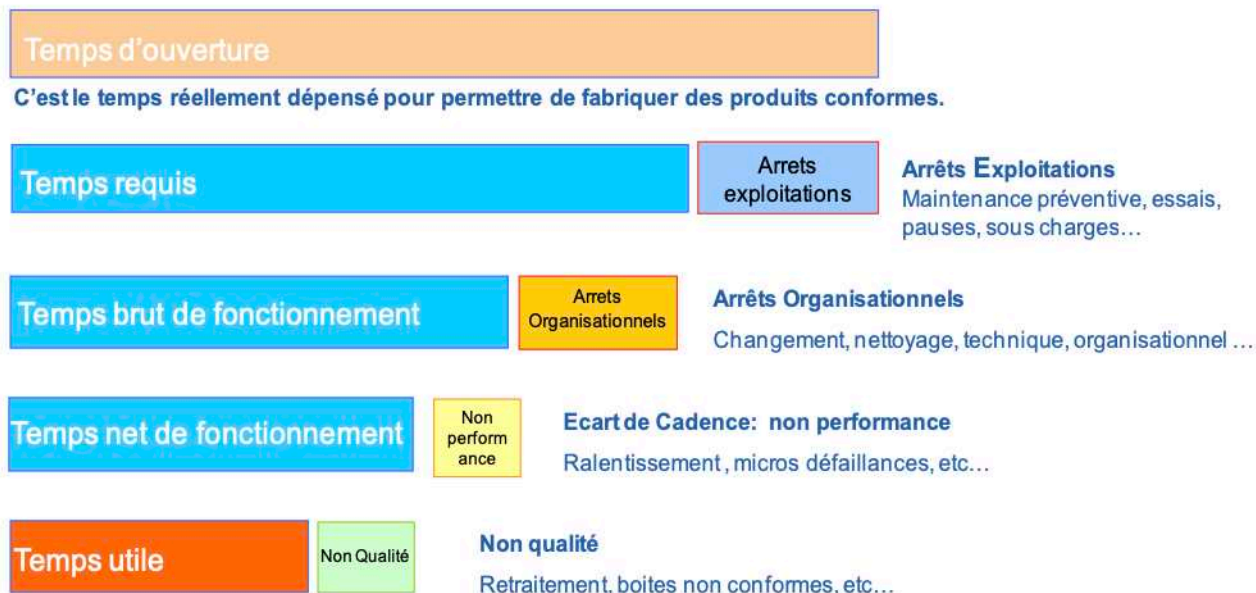 Temps d'ouverture
C'est le temps réellement dépensé pour permettre de fabriquer des produits conformes.
Temps requis
Arrets
exploitations
Arrêts Exploitations
Maintenance préventive, essais,
pauses, sous charges…
Temps brut de fonctionnement
Arrets
Organisationnels
Arrêts Organisationnels
Changement, nettoyage, technique, organisationnel …
Temps net de fonctionnement
Non
perform
ance
Ecart de Cadence: non performance
Ralentissement, micros défaillances, etc…
Temps utile
Non Qualité
Non qualité
Retraitement, boites non conformes, etc…